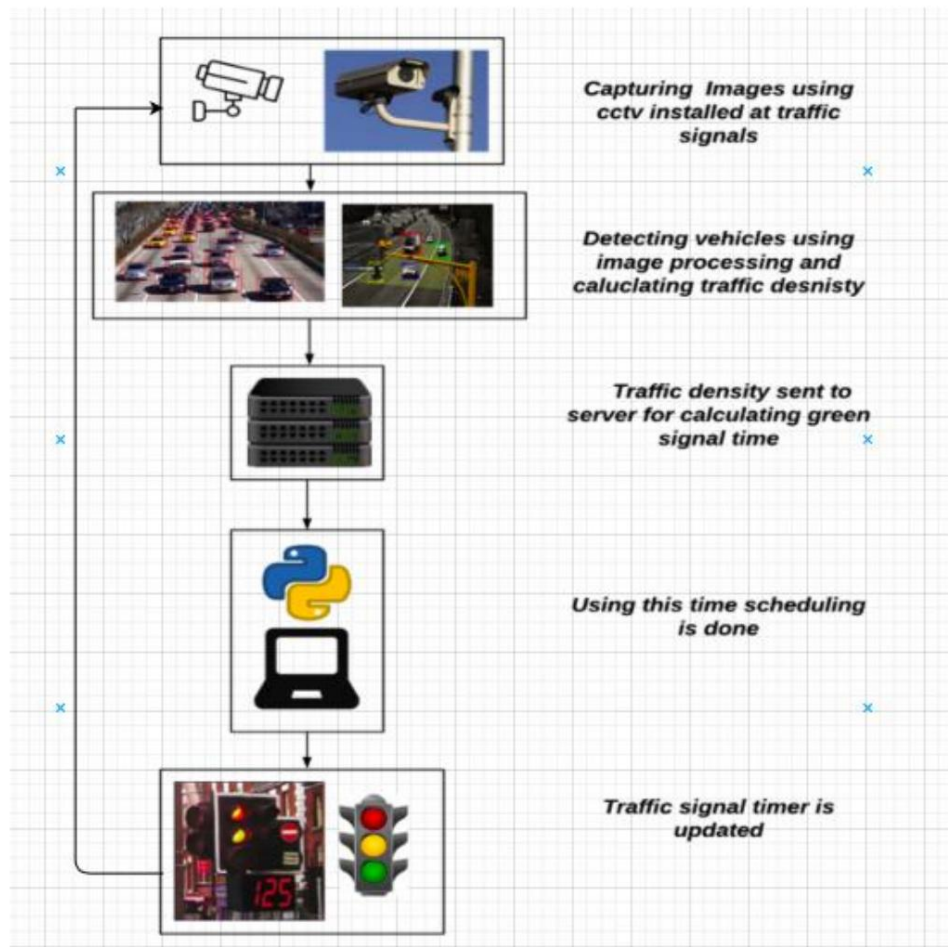 Capturing Images using
cctv installed at traffic
signals
Detecting vehicles using
image processing and
caluclating traffic desnisty
Traffic density sent to
server for calculating green
signal time
Using this time scheduling
is done
125
Traffic signal timer is
updated